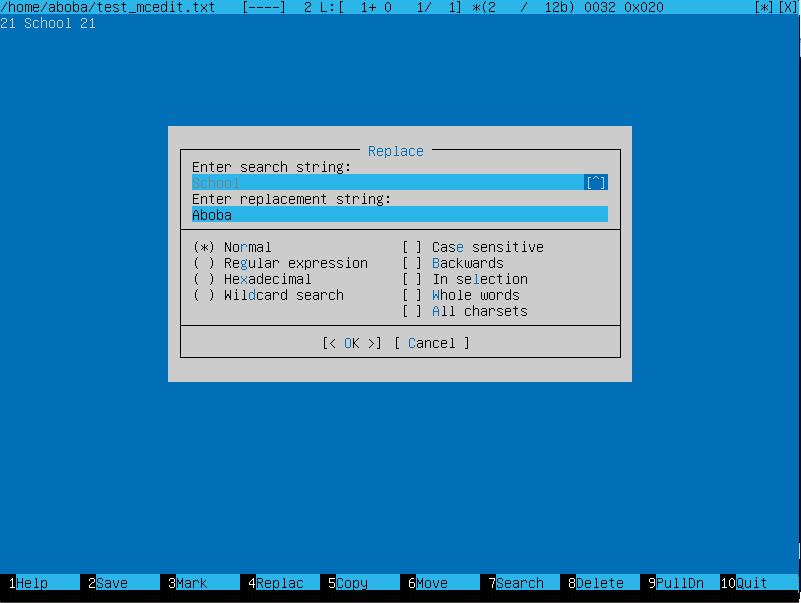 /home/aboba/test_mcedit.txt [----] 2 L:[ 1+ 0 1/ 1] *(2 / 12b) 0032 0x020 [*][X]
21 School 21
Replace
Enter search string:
School [^]
Enter replacement string:
Aboba
(*) Normal [ ] Case sensitive
( ) Regular expression [ ] Backwards
( ) Hexadecimal [ ] In selection
( ) Wildcard search [ ] Whole words
[ ] All charsets
[< OK >] [ Cancel ]
1Help 2Save 3Mark 4Replac 5Copy 6Move 7Search 8Delete 9PullDn 10Quit